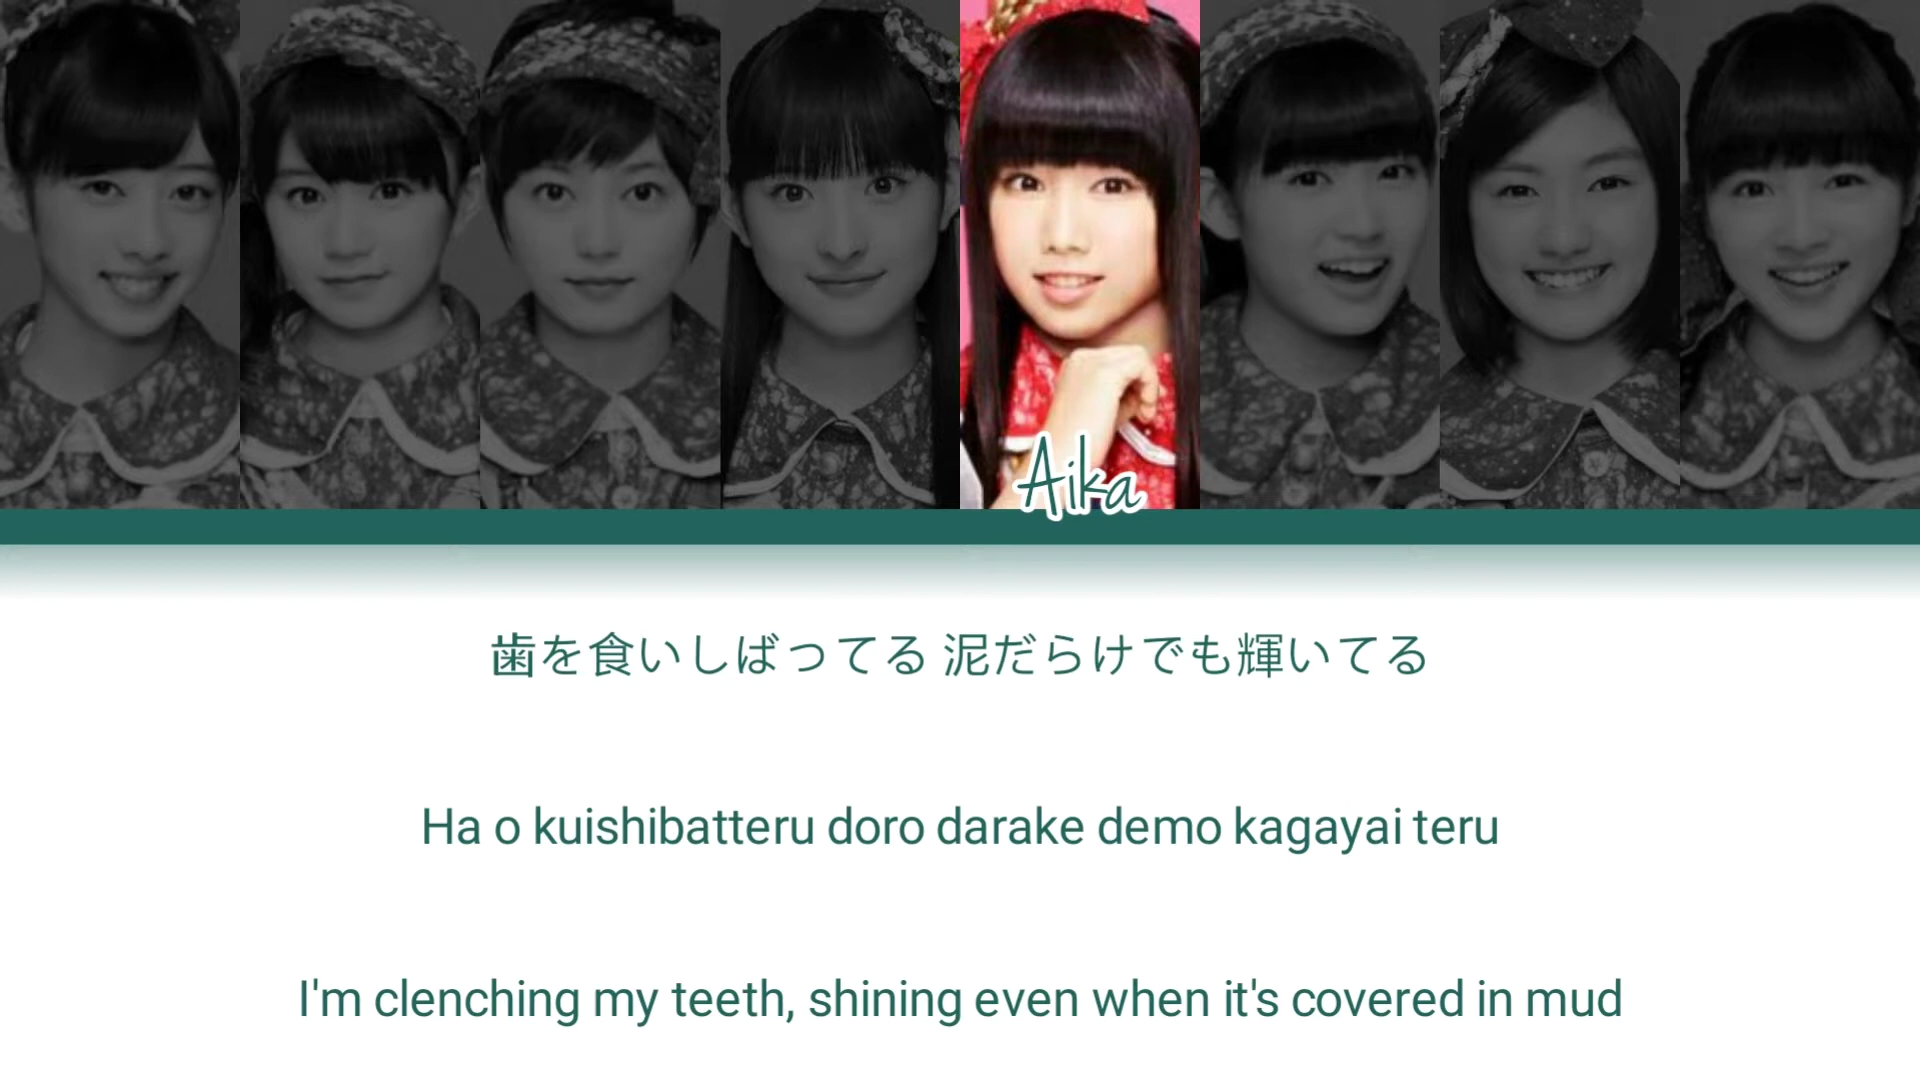 Aika
歯を食いしばってる 泥だらけでも輝いてる
Ha o kuishibatteru doro darake demo kagayai teru
I'm clenching my teeth, shining even when it's covered in mud